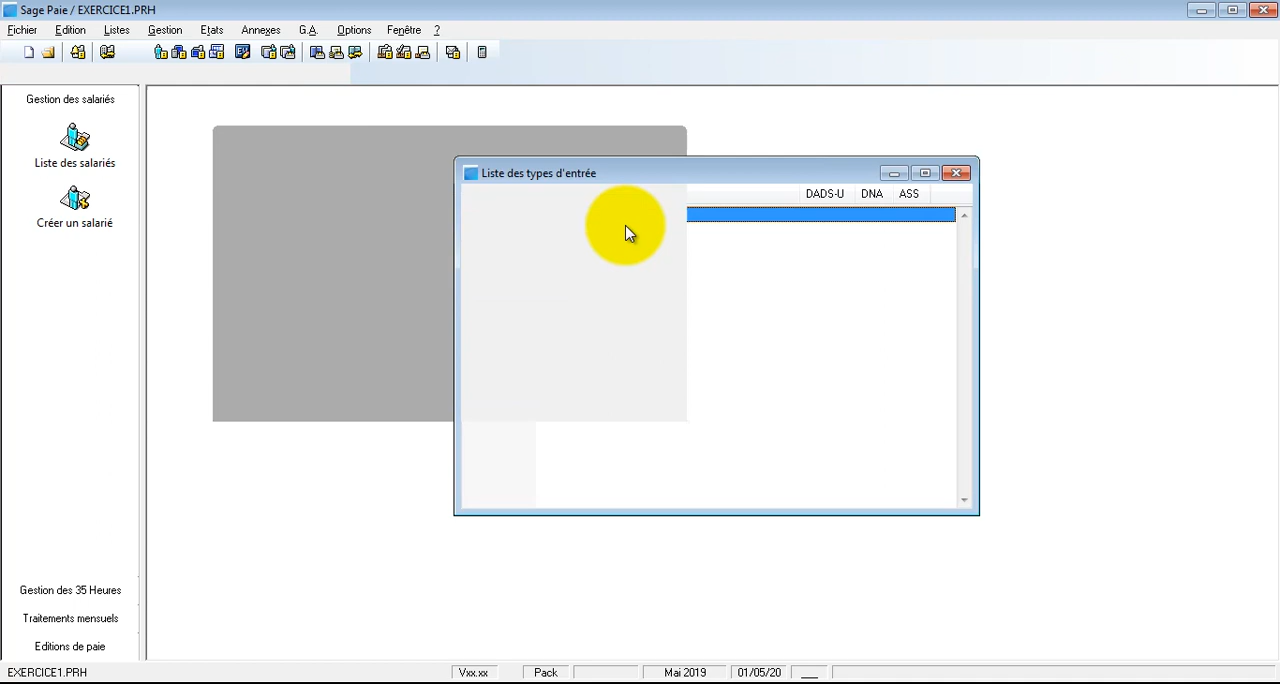 Sage Paie / EXERCICE1.PRH
Fichier Edition Listes Gestion Etats Annexes G.A. Options Fenêtre ?
Gestion des salariés
Liste des salariés
Créer un salarié
Liste des types d'entrée
DADS-U DNA ASS
Gestion des 35 Heures
Traitements mensuels
Editions de paie
EXERCICE1.PRH Vxx.xx Pack Mai 2019 01/05/20 ___